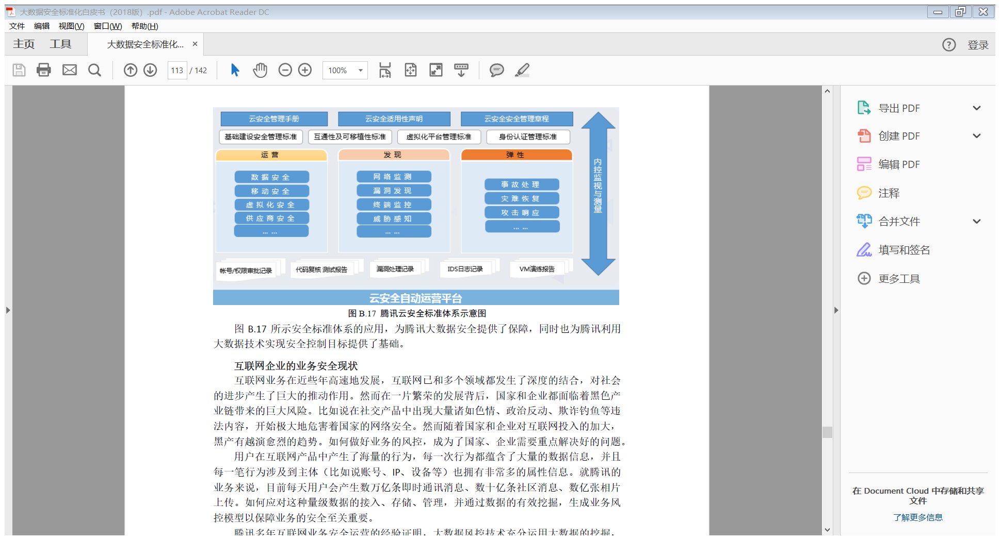 大数据安全标准化白皮书（2018版）.pdf - Adobe Acrobat Reader DC
文件 编辑 视图(V) 窗口(W) 帮助(H)
主页 工具 大数据安全标准化... × 登录
113 / 142 100%
云安全管理手册 云安全适用性声明 云安全安全管理章程
基础建设安全管理标准 互通性及可移植性标准 虚拟化平台管理标准 身份认证管理标准
运营 发现 弹性
数据安全
移动安全
虚拟化安全
供应商安全
... ...
网络监测
漏洞发现
终端监控
威胁感知
... ...
事故处理
灾难恢复
攻击响应
... ...
内控监视与测量
帐号/权限审批记录 代码复核 测试报告 漏洞处理记录 IDS日志记录 VM演练报告
云安全自动运营平台
图 B.17 腾讯云安全标准体系示意图
图 B.17 所示安全标准体系的应用，为腾讯大数据安全提供了保障，同时也为腾讯利用
大数据技术实现安全控制目标提供了基础。
互联网企业的业务安全现状
互联网业务在近些年高速地发展，互联网已和多个领域都发生了深度的结合，对社会
的进步产生了巨大的推动作用。然而在一片繁荣的发展背后，国家和企业都面临着黑色产
业链带来的巨大风险。比如说在社交产品中出现大量诸如色情、政治反动、欺诈钓鱼等违
法内容，开始极大地危害着国家的网络安全。然而随着国家和企业对互联网投入的加大，
黑产有越演愈烈的趋势。如何做好业务的风控，成为了国家、企业需要重点解决好的问题。
用户在互联网产品中产生了海量的行为，每一次行为都蕴含了大量的数据信息，并且
每一笔行为涉及到主体（比如说账号、IP、设备等）也拥有非常多的属性信息。就腾讯的
业务来说，目前每天用户会产生数万亿条即时通讯消息、数十亿条社区消息、数亿张相片
上传。如何应对这种量级数据的接入、存储、管理，并通过数据的有效挖掘，生成业务风
控模型以保障业务的安全至关重要。
腾讯多年互联网业务安全运营的经验证明，大数据风控技术充分运用大数据的挖掘，
导出 PDF
创建 PDF
编辑 PDF
注释
合并文件
填写和签名
更多工具
在 Document Cloud 中存储和共享
文件
了解更多信息